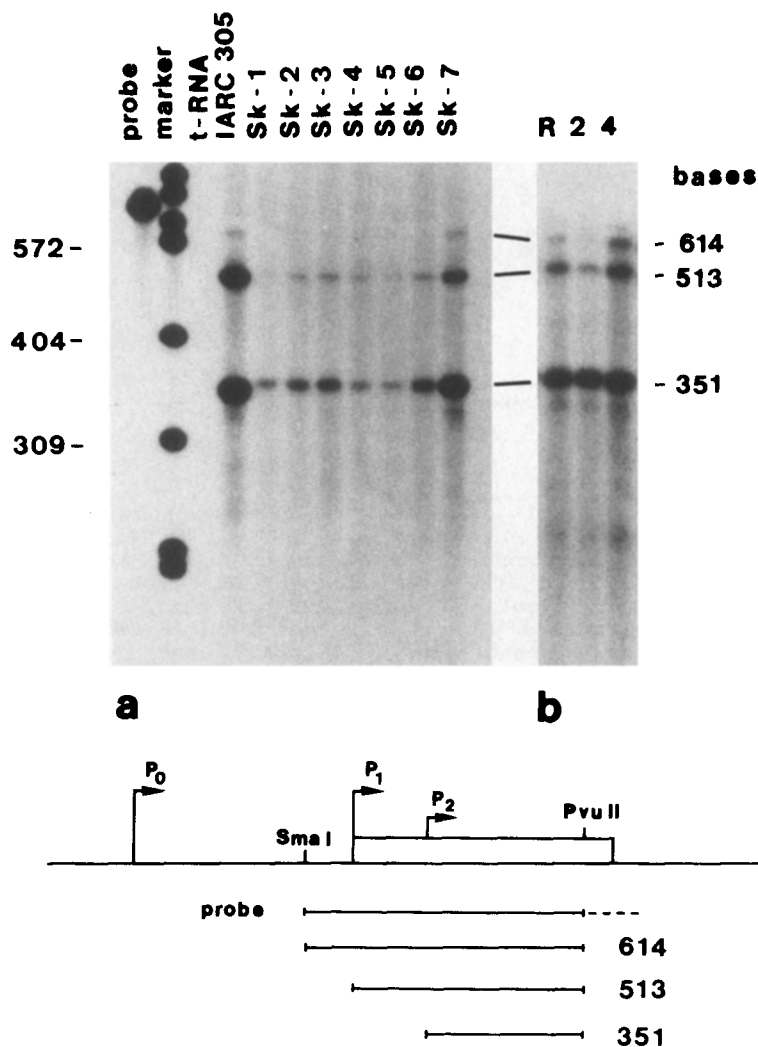 probe
marker
t-RNA
IARC 305
Sk-1
Sk-2
Sk-3
Sk-4
Sk-5
Sk-6
Sk-7
R 2 4
bases
572-
404-
309-
- 614
- 513
- 351
a
b
P0
P1
P2
Sma I
Pvu II
probe
614
513
351